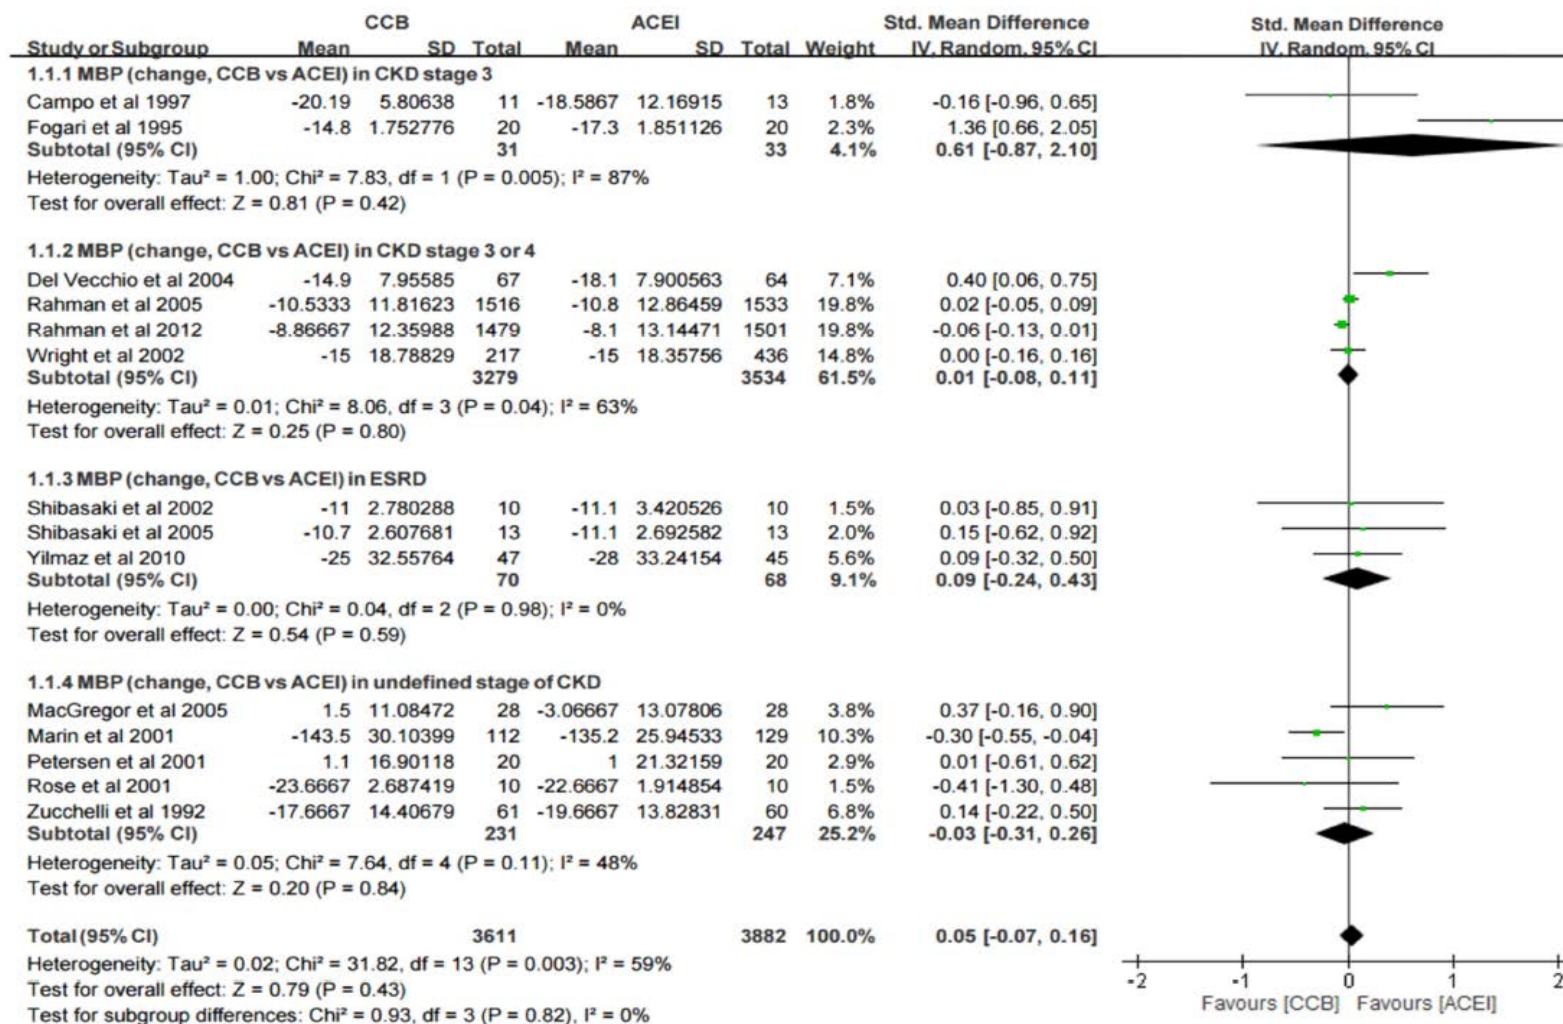 CCB ACEI Std. Mean Difference Std. Mean Difference
Study or Subgroup Mean SD Total Mean SD Total Weight IV, Random, 95% CI IV, Random, 95% CI
1.1.1 MBP (change, CCB vs ACEI) in CKD stage 3
Campo et al 1997 -20.19 5.80638 11 -18.5867 12.16915 13 1.8% -0.16 [-0.96, 0.65]
Fogari et al 1995 -14.8 1.752776 20 -17.3 1.851126 20 2.3% 1.36 [0.66, 2.05]
Subtotal (95% CI) 31 33 4.1% 0.61 [-0.87, 2.10]
Heterogeneity: Tau² = 1.00; Chi² = 7.83, df = 1 (P = 0.005); I² = 87%
Test for overall effect: Z = 0.81 (P = 0.42)
1.1.2 MBP (change, CCB vs ACEI) in CKD stage 3 or 4
Del Vecchio et al 2004 -14.9 7.95585 67 -18.1 7.900563 64 7.1% 0.40 [0.06, 0.75]
Rahman et al 2005 -10.5333 11.81623 1516 -10.8 12.86459 1533 19.8% 0.02 [-0.05, 0.09]
Rahman et al 2012 -8.86667 12.35988 1479 -8.1 13.14471 1501 19.8% -0.06 [-0.13, 0.01]
Wright et al 2002 -15 18.78829 217 -15 18.35756 436 14.8% 0.00 [-0.16, 0.16]
Subtotal (95% CI) 3279 3534 61.5% 0.01 [-0.08, 0.11]
Heterogeneity: Tau² = 0.01; Chi² = 8.06, df = 3 (P = 0.04); I² = 63%
Test for overall effect: Z = 0.25 (P = 0.80)
1.1.3 MBP (change, CCB vs ACEI) in ESRD
Shibasaki et al 2002 -11 2.780288 10 -11.1 3.420526 10 1.5% 0.03 [-0.85, 0.91]
Shibasaki et al 2005 -10.7 2.607681 13 -11.1 2.692582 13 2.0% 0.15 [-0.62, 0.92]
Yilmaz et al 2010 -25 32.55764 47 -28 33.24154 45 5.6% 0.09 [-0.32, 0.50]
Subtotal (95% CI) 70 68 9.1% 0.09 [-0.24, 0.43]
Heterogeneity: Tau² = 0.00; Chi² = 0.04, df = 2 (P = 0.98); I² = 0%
Test for overall effect: Z = 0.54 (P = 0.59)
1.1.4 MBP (change, CCB vs ACEI) in undefined stage of CKD
MacGregor et al 2005 1.5 11.08472 28 -3.06667 13.07806 28 3.8% 0.37 [-0.16, 0.90]
Marin et al 2001 -143.5 30.10399 112 -135.2 25.94533 129 10.3% -0.30 [-0.55, -0.04]
Petersen et al 2001 1.1 16.90118 20 1 21.32159 20 2.9% 0.01 [-0.61, 0.62]
Rose et al 2001 -23.6667 2.687419 10 -22.6667 1.914854 10 1.5% -0.41 [-1.30, 0.48]
Zucchelli et al 1992 -17.6667 14.40679 61 -19.6667 13.82831 60 6.8% 0.14 [-0.22, 0.50]
Subtotal (95% CI) 231 247 25.2% -0.03 [-0.31, 0.26]
Heterogeneity: Tau² = 0.05; Chi² = 7.64, df = 4 (P = 0.11); I² = 48%
Test for overall effect: Z = 0.20 (P = 0.84)
Total (95% CI) 3611 3882 100.0% 0.05 [-0.07, 0.16]
Heterogeneity: Tau² = 0.02; Chi² = 31.82, df = 13 (P = 0.003); I² = 59%
Test for overall effect: Z = 0.79 (P = 0.43)
Test for subgroup differences: Chi² = 0.93, df = 3 (P = 0.82), I² = 0%
-2 -1 0 1 2
Favours [CCB] Favours [ACEI]